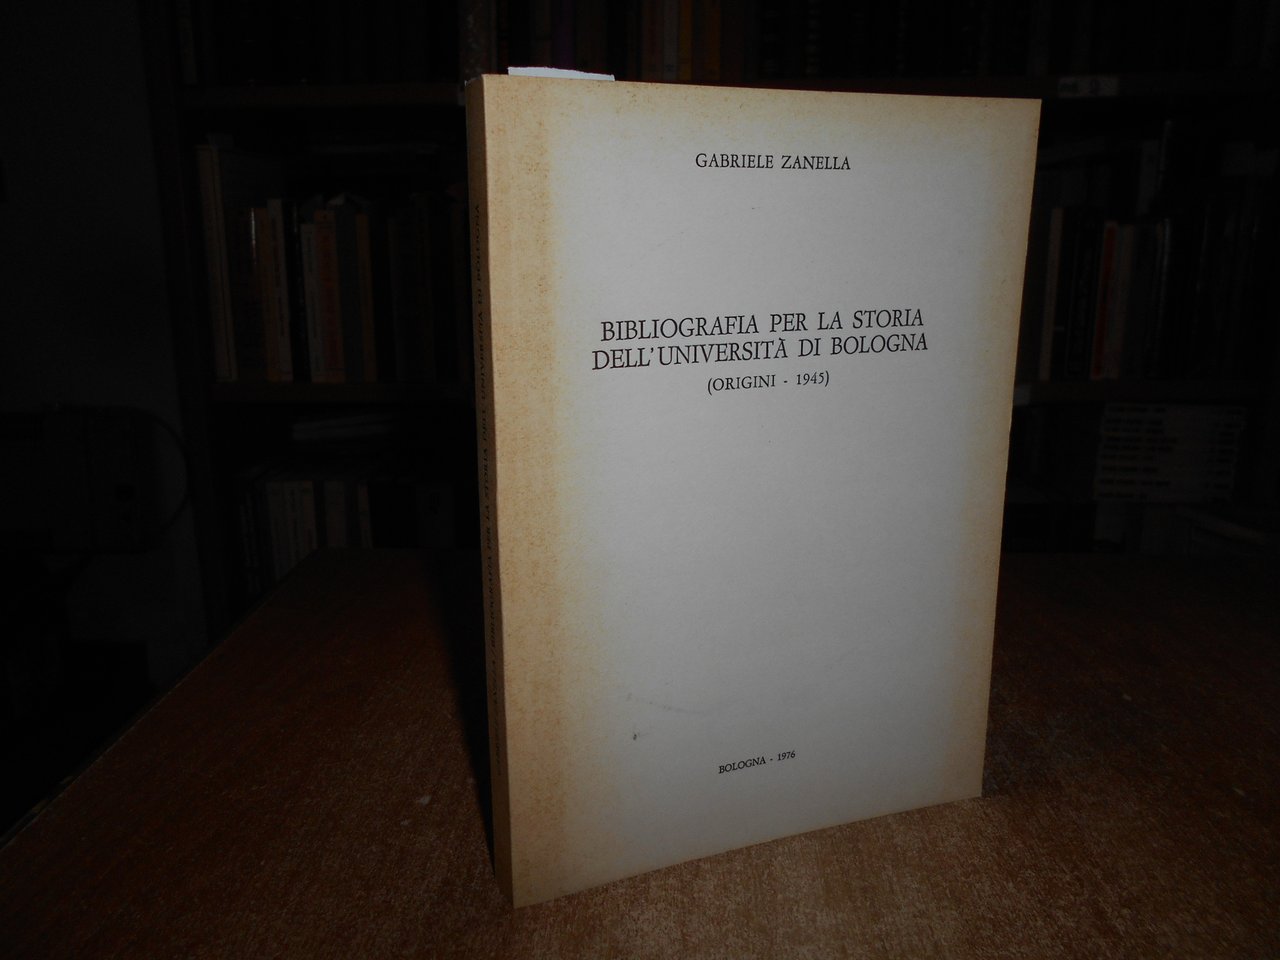 GABRIELE ZANELLA
BIBLIOGRAFIA PER LA STORIA
DELL'UNIVERSITÀ DI BOLOGNA
(ORIGINI - 1945)
BOLOGNA - 1976